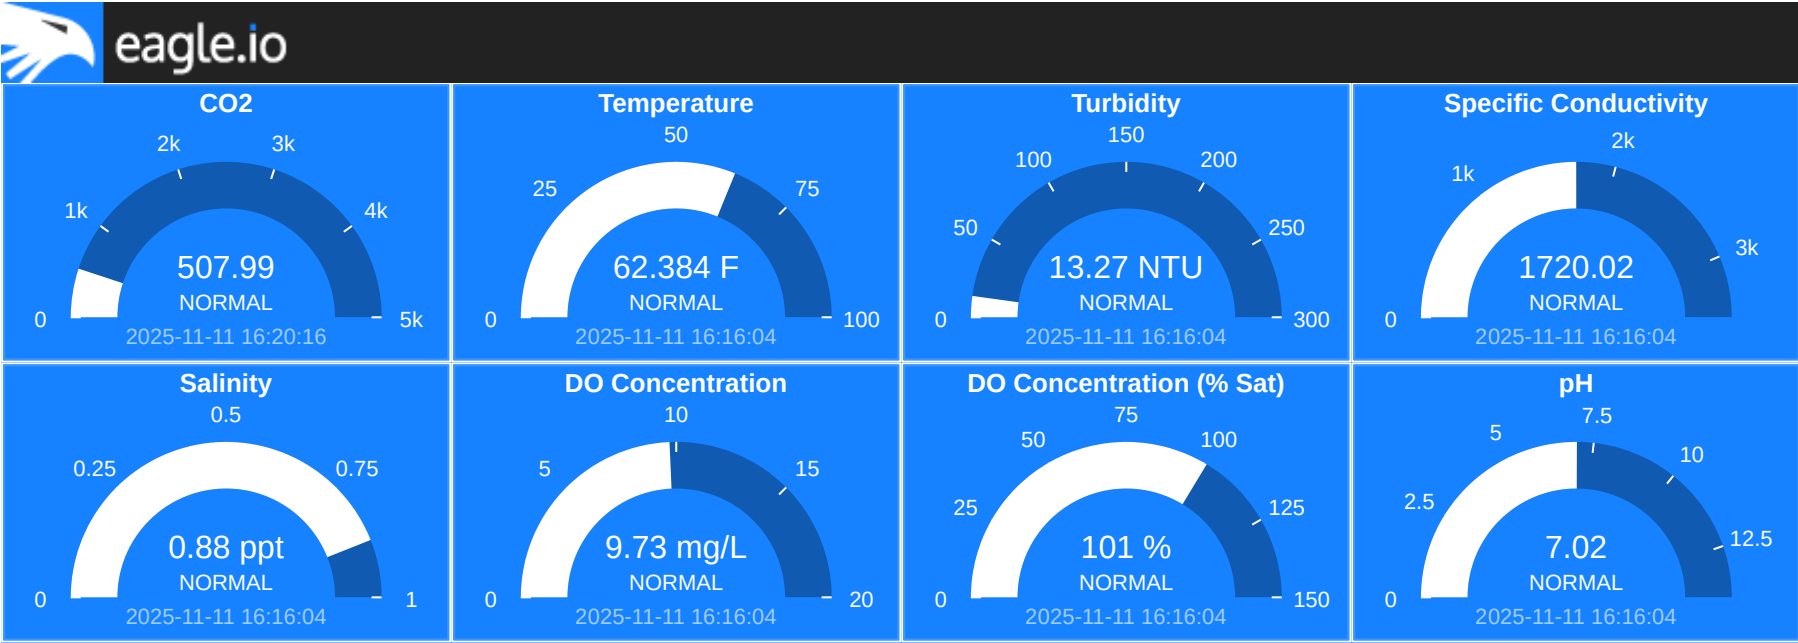 eagle.io
CO2
0
1k
2k
3k
4k
5k
507.99
NORMAL
2025-11-11 16:20:16
Temperature
0
25
50
75
100
62.384 F
NORMAL
2025-11-11 16:16:04
Turbidity
0
50
100
150
200
250
300
13.27 NTU
NORMAL
2025-11-11 16:16:04
Specific Conductivity
0
1k
2k
3k
1720.02
NORMAL
2025-11-11 16:16:04
Salinity
0
0.25
0.5
0.75
1
0.88 ppt
NORMAL
2025-11-11 16:16:04
DO Concentration
0
5
10
15
20
9.73 mg/L
NORMAL
2025-11-11 16:16:04
DO Concentration (% Sat)
0
25
50
75
100
125
150
101 %
NORMAL
2025-11-11 16:16:04
pH
0
2.5
5
7.5
10
12.5
7.02
NORMAL
2025-11-11 16:16:04